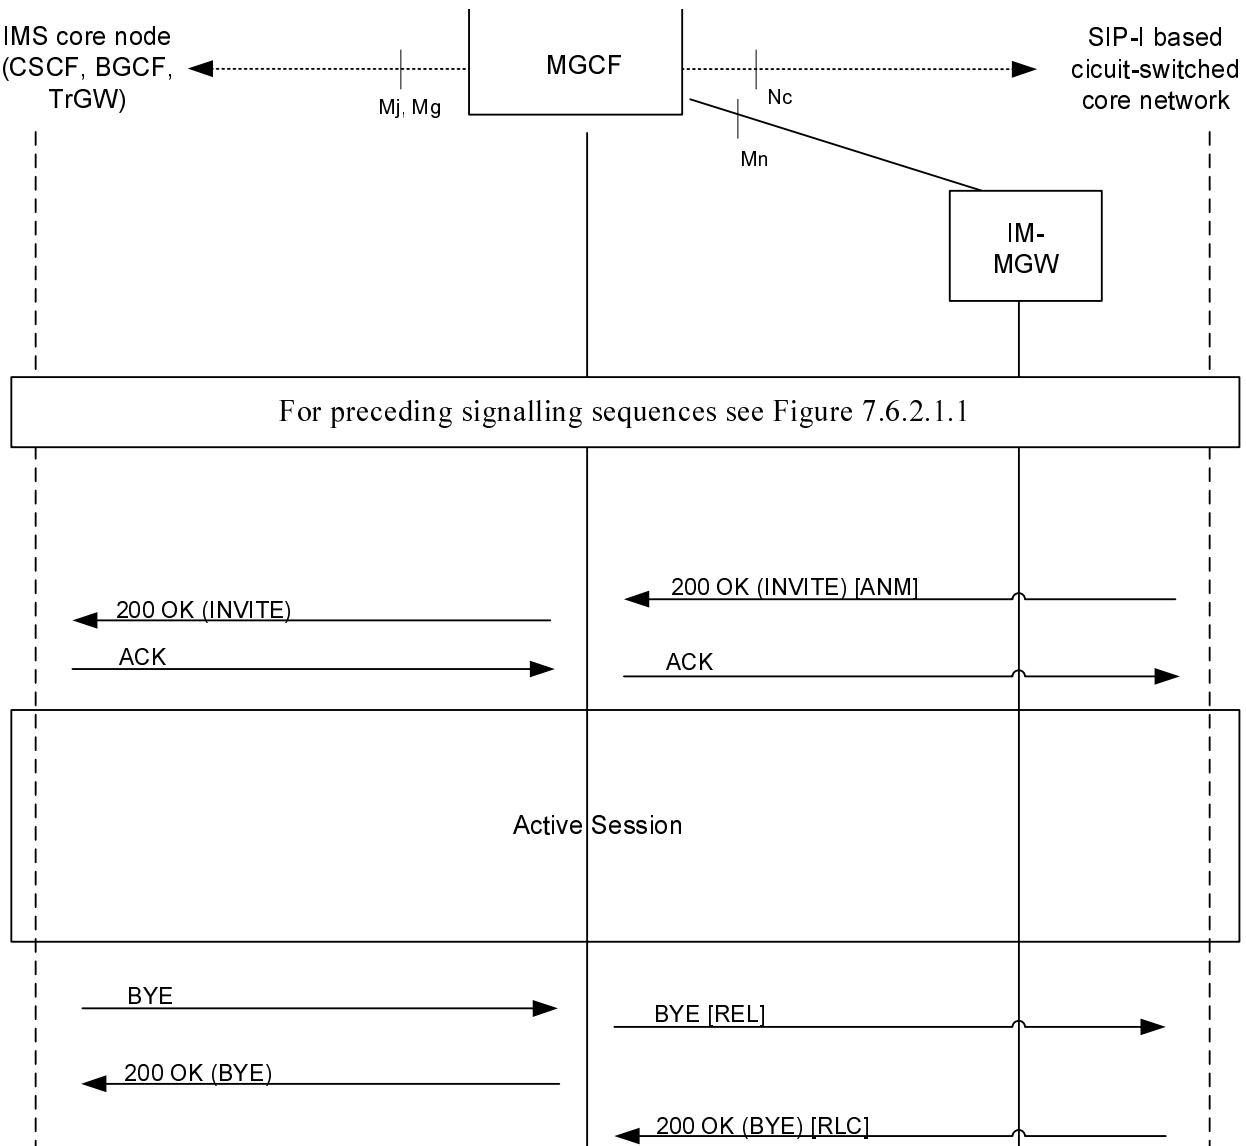 IMS core node
(CSCF, BGCF,
TrGW)
MGCF
SIP-I based
cicuit-switched
core network
Mj, Mg
Nc
Mn
IM-
MGW
For preceding signalling sequences see Figure 7.6.2.1.1
200 OK (INVITE) [ANM]
200 OK (INVITE)
ACK
ACK
Active Session
BYE
BYE [REL]
200 OK (BYE)
200 OK (BYE) [RLC]